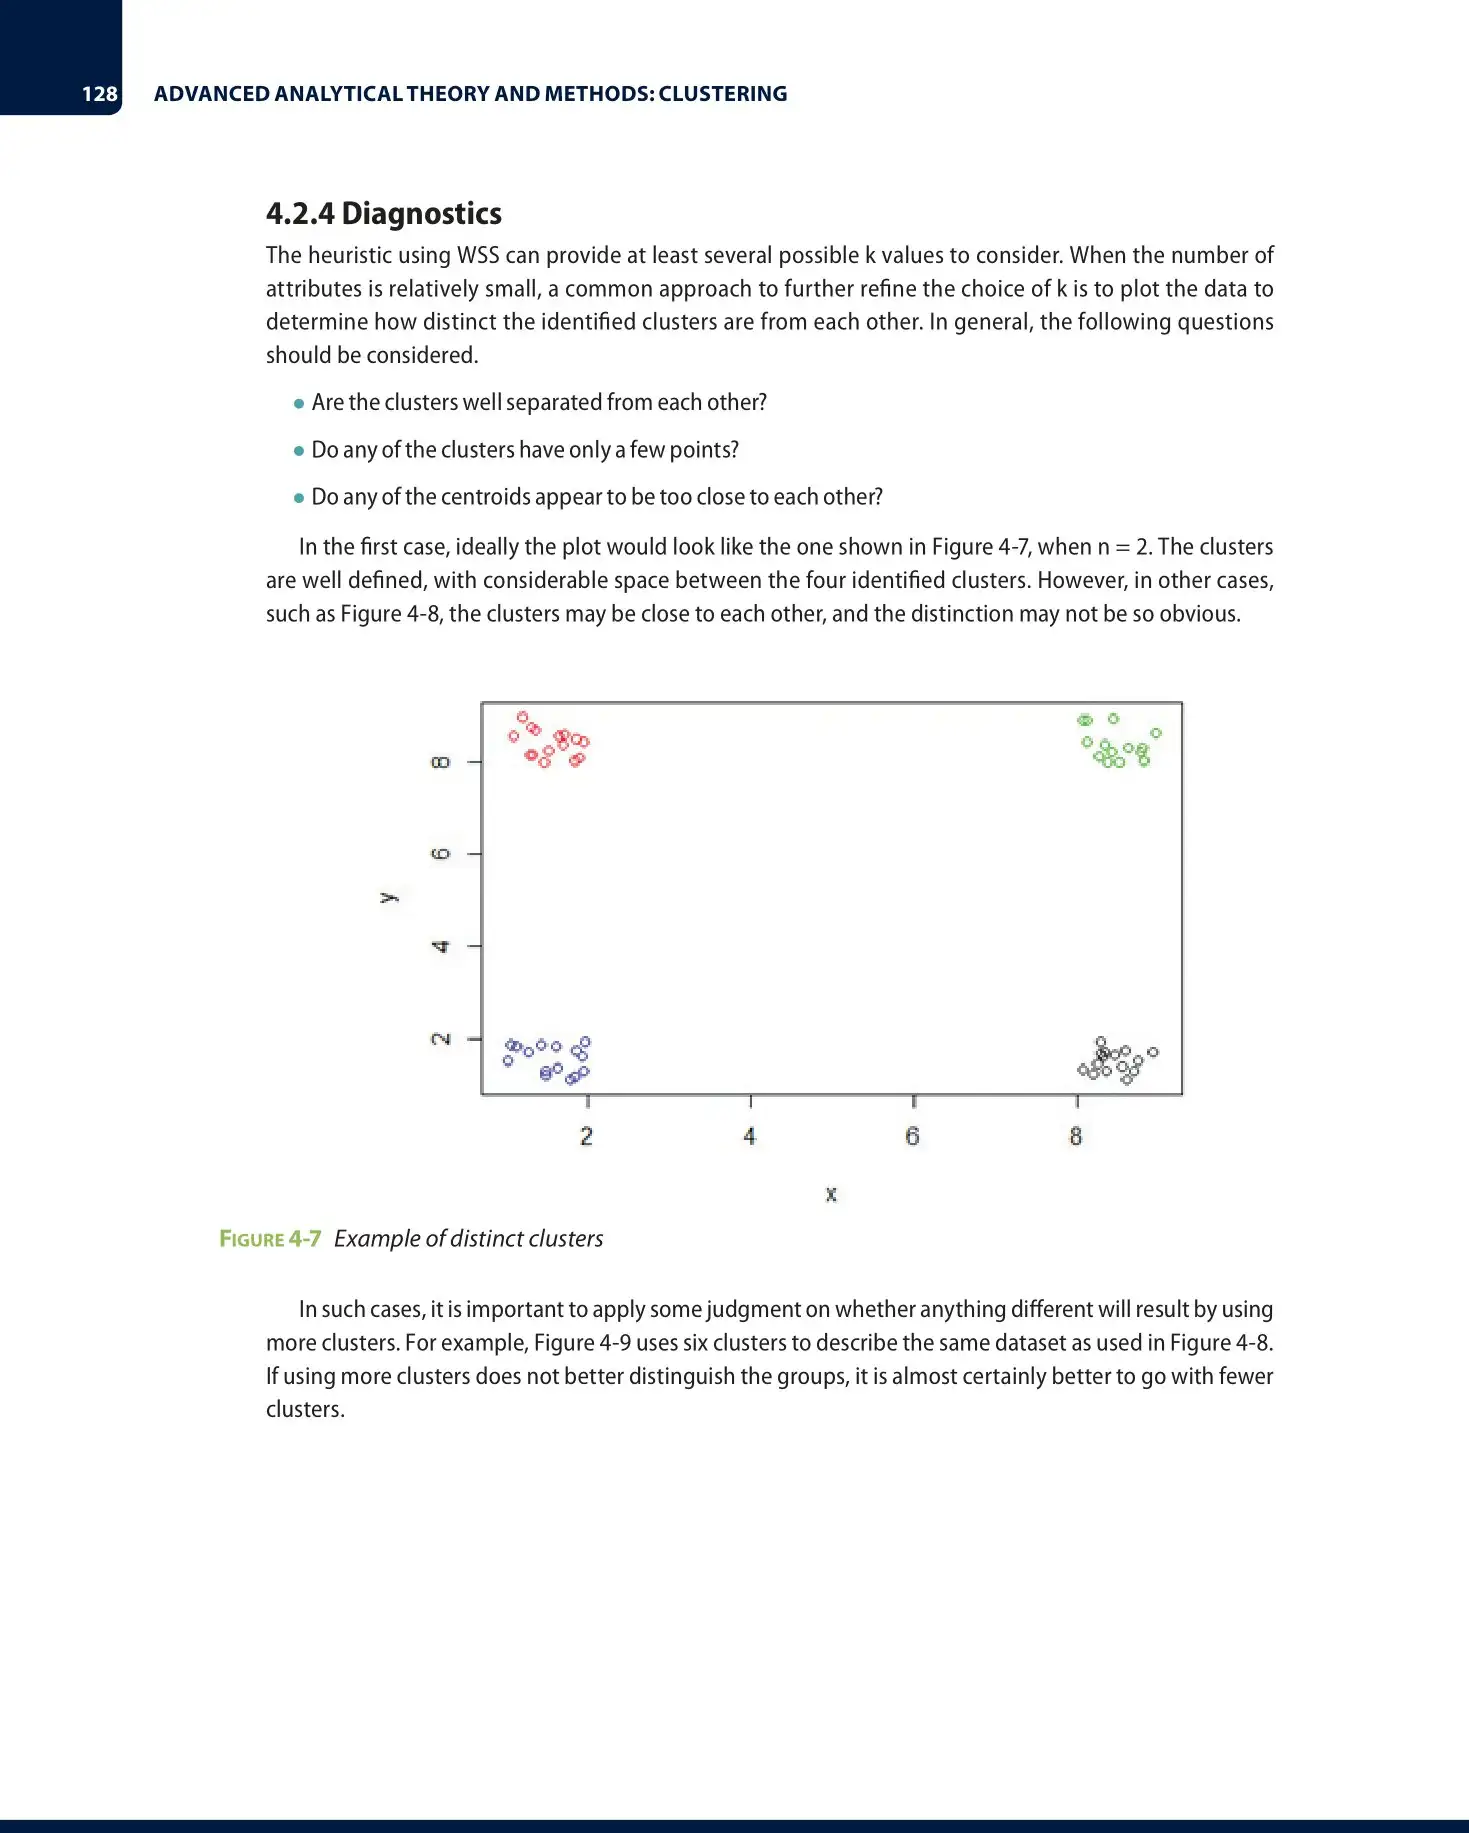 128 ADVANCED ANALYTICAL THEORY AND METHODS: CLUSTERING
4.2.4 Diagnostics
The heuristic using WSS can provide at least several possible k values to consider. When the number of
attributes is relatively small, a common approach to further refine the choice of k is to plot the data to
determine how distinct the identified clusters are from each other. In general, the following questions
should be considered.
● Are the clusters well separated from each other?
● Do any of the clusters have only a few points?
● Do any of the centroids appear to be too close to each other?
In the first case, ideally the plot would look like the one shown in Figure 4-7, when n = 2. The clusters
are well defined, with considerable space between the four identified clusters. However, in other cases,
such as Figure 4-8, the clusters may be close to each other, and the distinction may not be so obvious.
8
6
y
4
2
2 4 6 8
x
FIGURE 4-7 Example of distinct clusters
In such cases, it is important to apply some judgment on whether anything different will result by using
more clusters. For example, Figure 4-9 uses six clusters to describe the same dataset as used in Figure 4-8.
If using more clusters does not better distinguish the groups, it is almost certainly better to go with fewer
clusters.